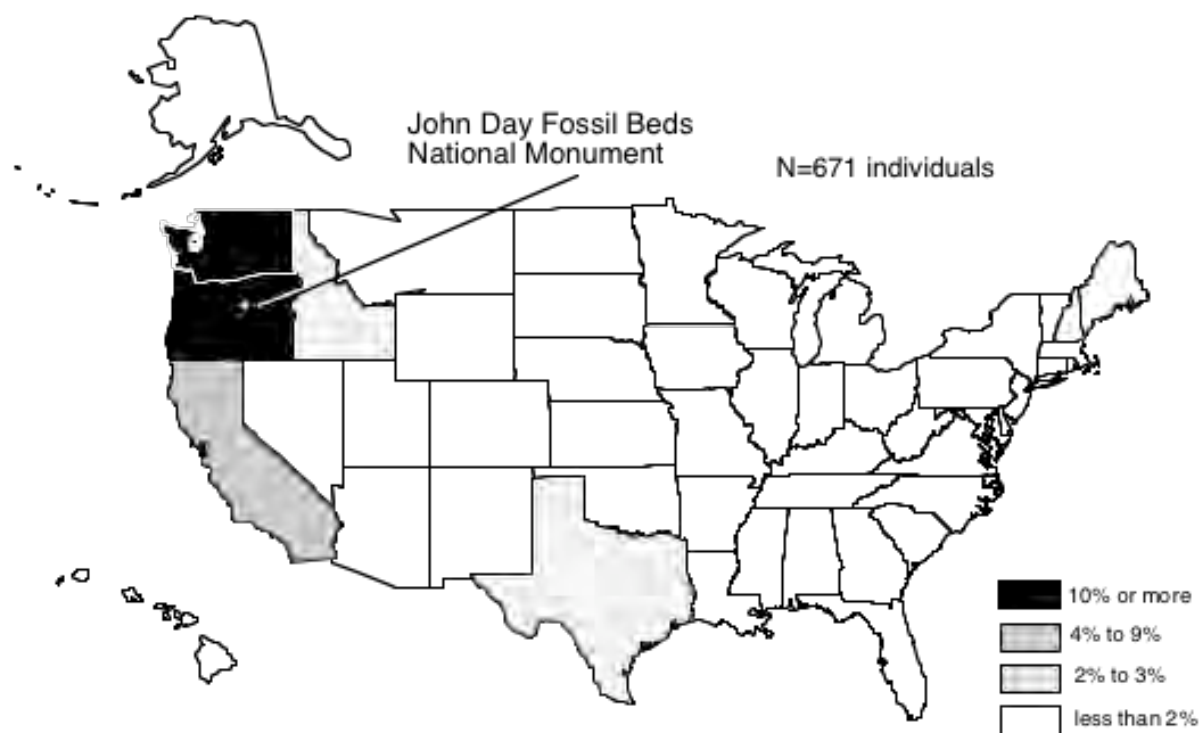 John Day Fossil Beds
National Monument
N=671 individuals
10% or more
4% to 9%
2% to 3%
less than 2%